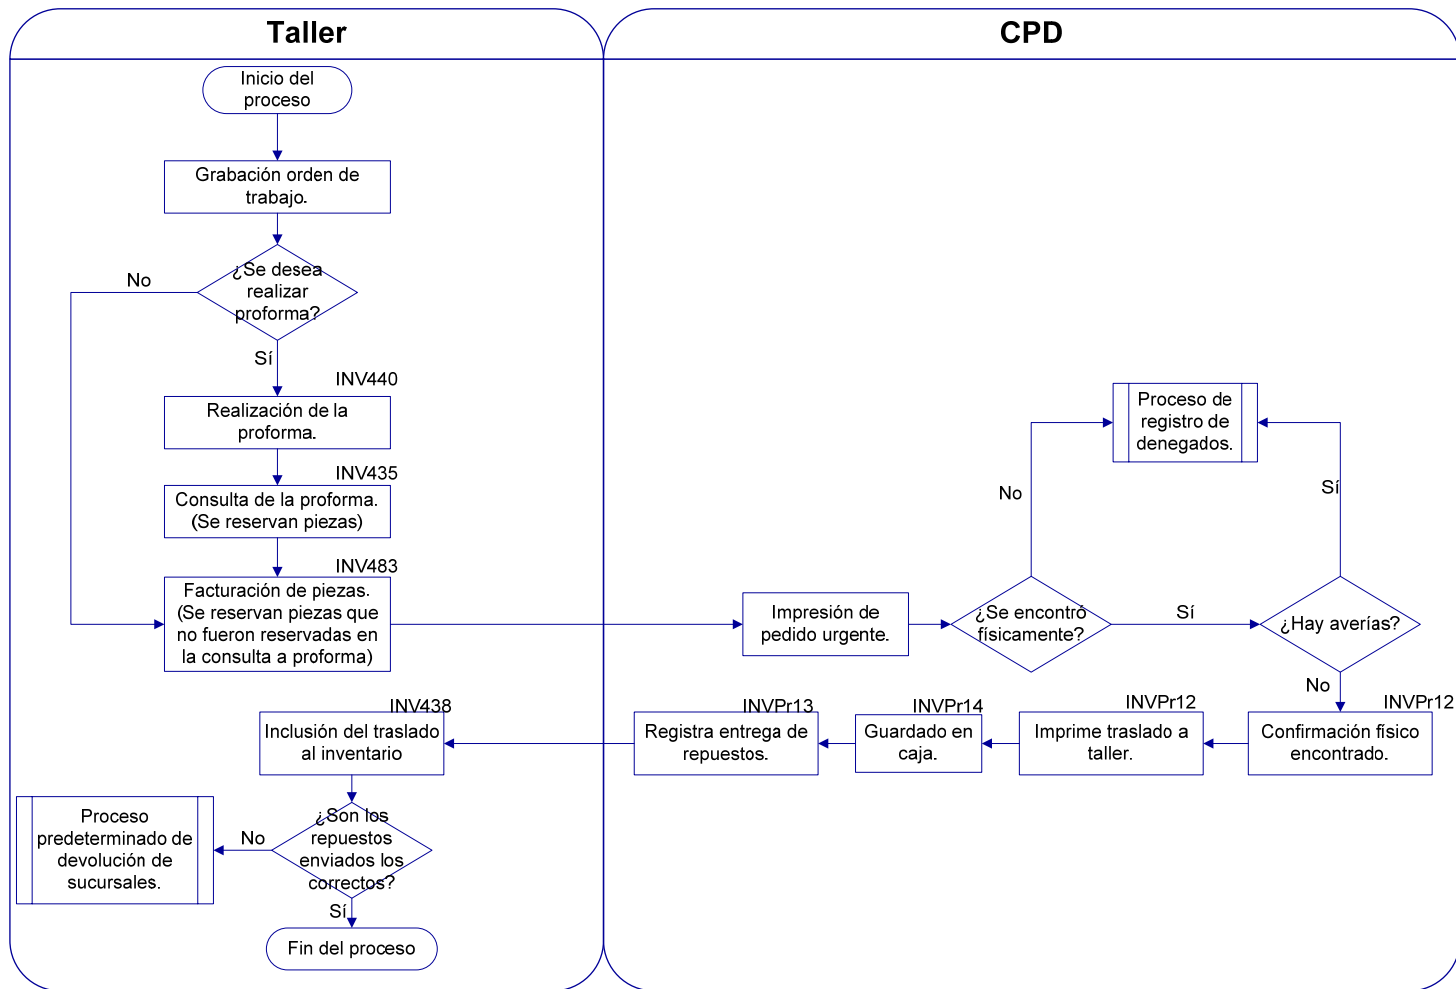 Taller
CPD
Inicio del
proceso
Grabación orden de
trabajo.
¿Se desea
realizar
proforma?
No
Sí
INV440
Realización de la
proforma.
INV435
Consulta de la proforma.
(Se reservan piezas)
INV483
Facturación de piezas.
(Se reservan piezas que
no fueron reservadas en
la consulta a proforma)
Impresión de
pedido urgente.
¿Se encontró
físicamente?
No
Sí
Proceso de
registro de
denegados.
Sí
¿Hay averías?
No
INVPr12
Confirmación físico
encontrado.
INVPr12
Imprime traslado a
taller.
INVPr14
Guardado en
caja.
INVPr13
Registra entrega de
repuestos.
INV438
Inclusión del traslado
al inventario
¿Son los
repuestos
enviados los
correctos?
No
Proceso
predeterminado de
devolución de
sucursales.
Sí
Fin del proceso